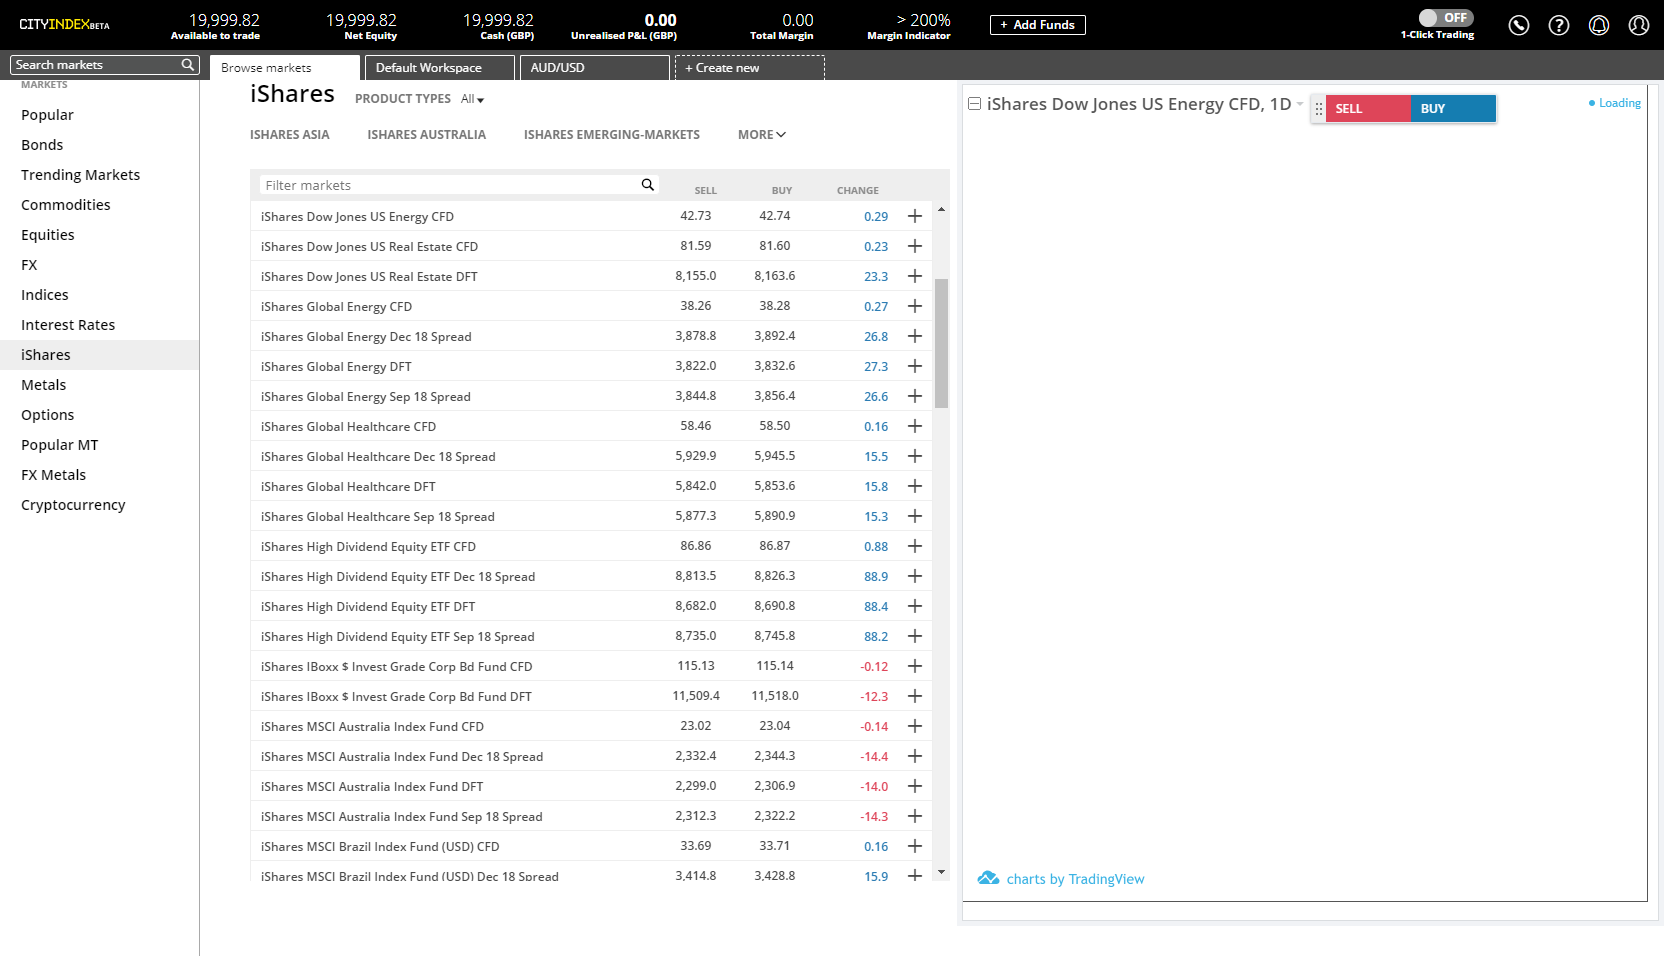 CITYINDEXBETA
19,999.82
Available to trade
19,999.82
Net Equity
19,999.82
Cash (GBP)
0.00
Unrealised P&L (GBP)
0.00
Total Margin
> 200%
Margin Indicator
+ Add Funds
OFF
1-Click Trading
Search markets
Browse markets
Default Workspace
AUD/USD
+ Create new
MARKETS
Popular
Bonds
Trending Markets
Commodities
Equities
FX
Indices
Interest Rates
iShares
Metals
Options
Popular MT
FX Metals
Cryptocurrency
iShares PRODUCT TYPES All
ISHARES ASIA ISHARES AUSTRALIA ISHARES EMERGING-MARKETS MORE
Filter markets SELL BUY CHANGE
iShares Dow Jones US Energy CFD 42.73 42.74 0.29
iShares Dow Jones US Real Estate CFD 81.59 81.60 0.23
iShares Dow Jones US Real Estate DFT 8,155.0 8,163.6 23.3
iShares Global Energy CFD 38.26 38.28 0.27
iShares Global Energy Dec 18 Spread 3,878.8 3,892.4 26.8
iShares Global Energy DFT 3,822.0 3,832.6 27.3
iShares Global Energy Sep 18 Spread 3,844.8 3,856.4 26.6
iShares Global Healthcare CFD 58.46 58.50 0.16
iShares Global Healthcare Dec 18 Spread 5,929.9 5,945.5 15.5
iShares Global Healthcare DFT 5,842.0 5,853.6 15.8
iShares Global Healthcare Sep 18 Spread 5,877.3 5,890.9 15.3
iShares High Dividend Equity ETF CFD 86.86 86.87 0.88
iShares High Dividend Equity ETF Dec 18 Spread 8,813.5 8,826.3 88.9
iShares High Dividend Equity ETF DFT 8,682.0 8,690.8 88.4
iShares High Dividend Equity ETF Sep 18 Spread 8,735.0 8,745.8 88.2
iShares IBoxx $ Invest Grade Corp Bd Fund CFD 115.13 115.14 -0.12
iShares IBoxx $ Invest Grade Corp Bd Fund DFT 11,509.4 11,518.0 -12.3
iShares MSCI Australia Index Fund CFD 23.02 23.04 -0.14
iShares MSCI Australia Index Fund Dec 18 Spread 2,332.4 2,344.3 -14.4
iShares MSCI Australia Index Fund DFT 2,299.0 2,306.9 -14.0
iShares MSCI Australia Index Fund Sep 18 Spread 2,312.3 2,322.2 -14.3
iShares MSCI Brazil Index Fund (USD) CFD 33.69 33.71 0.16
iShares MSCI Brazil Index Fund (USD) Dec 18 Spread 3,414.8 3,428.8 15.9
iShares Dow Jones US Energy CFD, 1D SELL BUY Loading
charts by TradingView